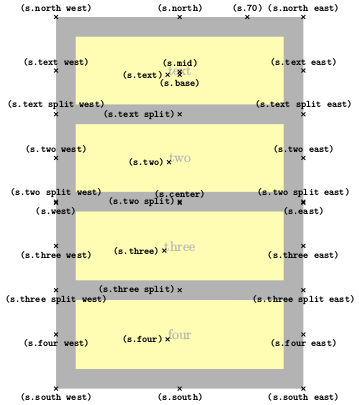 (s.north west) (s.north) (s.70) (s.north east)
(s.text west) (s.mid) (s.text east)
(s.text) text
(s.base)
(s.text split west) (s.text split) (s.text split east)
(s.two west) (s.two east)
(s.two) two
(s.two split west) (s.center) (s.two split east)
(s.two split)
(s.west) (s.east)
(s.three) three
(s.three west) (s.three east)
(s.three split)
(s.three split west) (s.three split east)
(s.four) four
(s.four west) (s.four east)
(s.south west) (s.south) (s.south east)